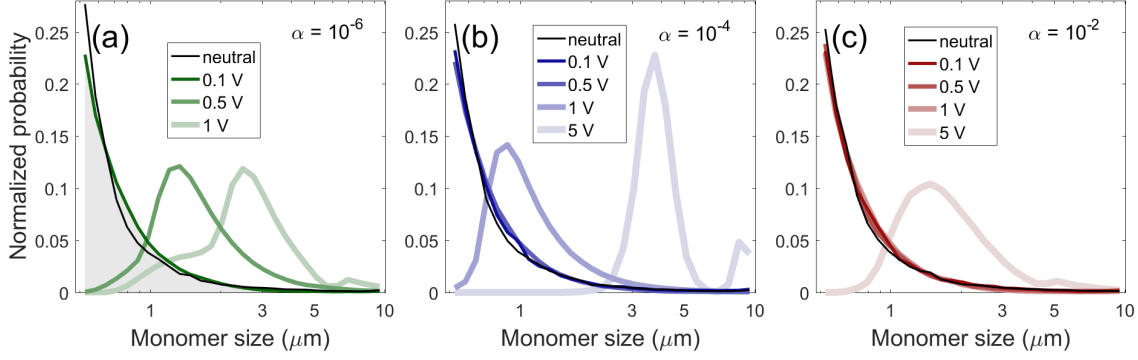 Normalized probability
0.25
0.2
0.15
0.1
0.05
0
(a)
α = 10-6
neutral
0.1 V
0.5 V
1 V
1
3
5
10
Monomer size (μm)
0.25
0.2
0.15
0.1
0.05
0
(b)
α = 10-4
neutral
0.1 V
0.5 V
1 V
5 V
1
3
5
10
Monomer size (μm)
0.25
0.2
0.15
0.1
0.05
0
(c)
α = 10-2
neutral
0.1 V
0.5 V
1 V
5 V
1
3
5
10
Monomer size (μm)